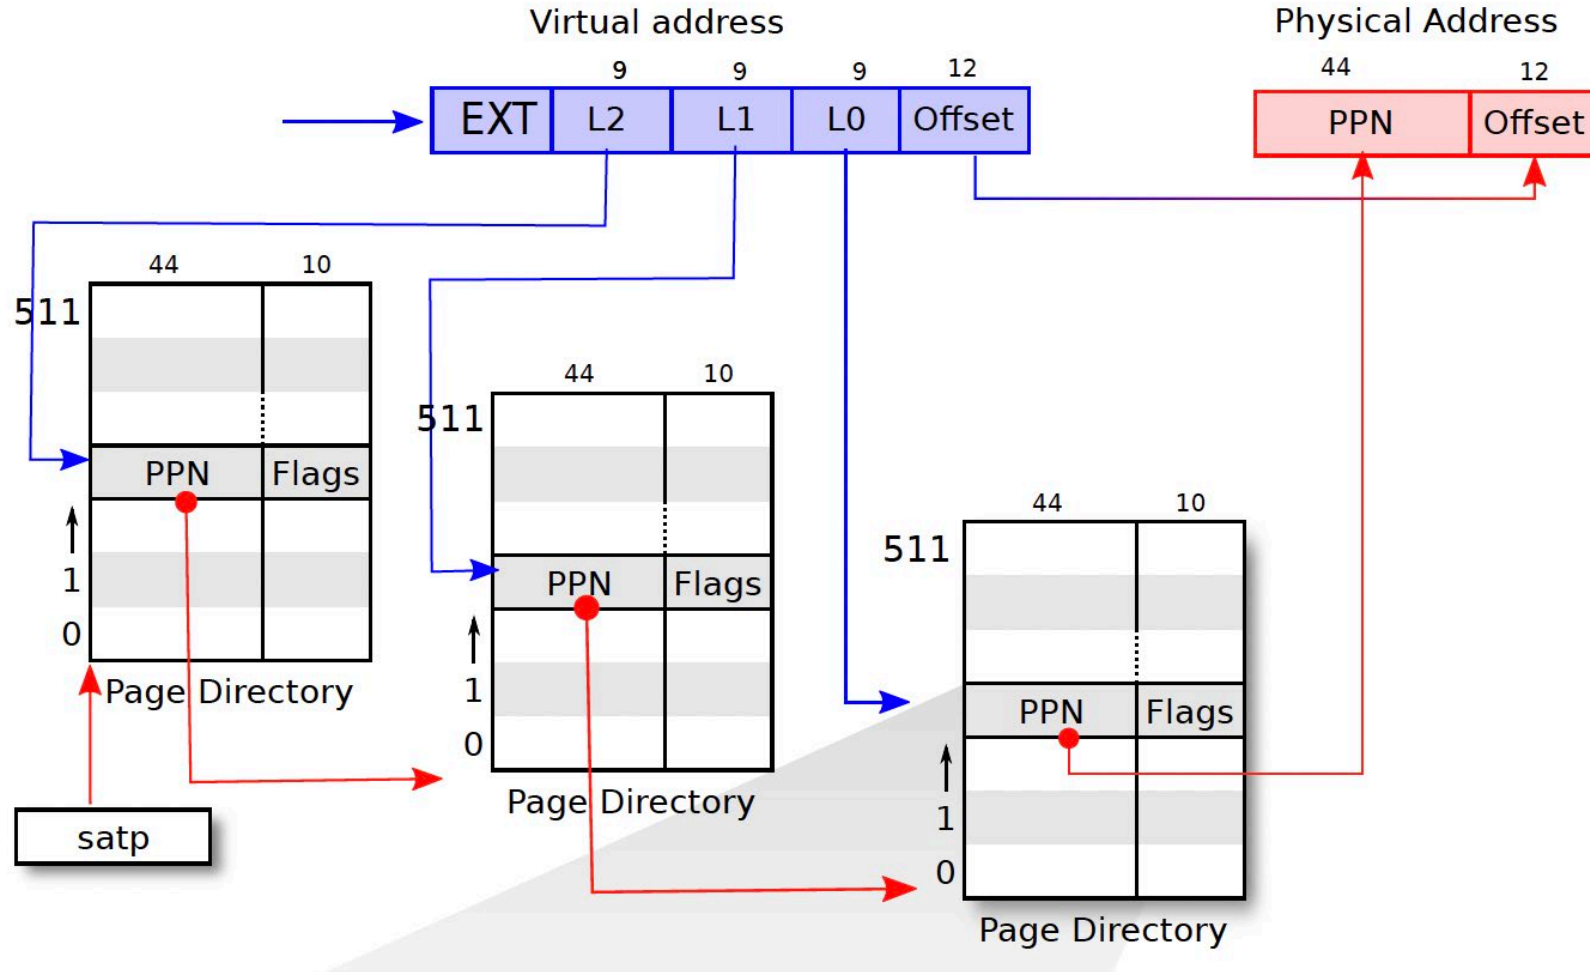 Virtual address
Physical Address
9 9 9 12
44 12
EXT L2 L1 L0 Offset
PPN Offset
44 10
511
PPN Flags
1
0
Page Directory
satp
44 10
511
PPN Flags
1
0
Page Directory
44 10
511
PPN Flags
1
0
Page Directory